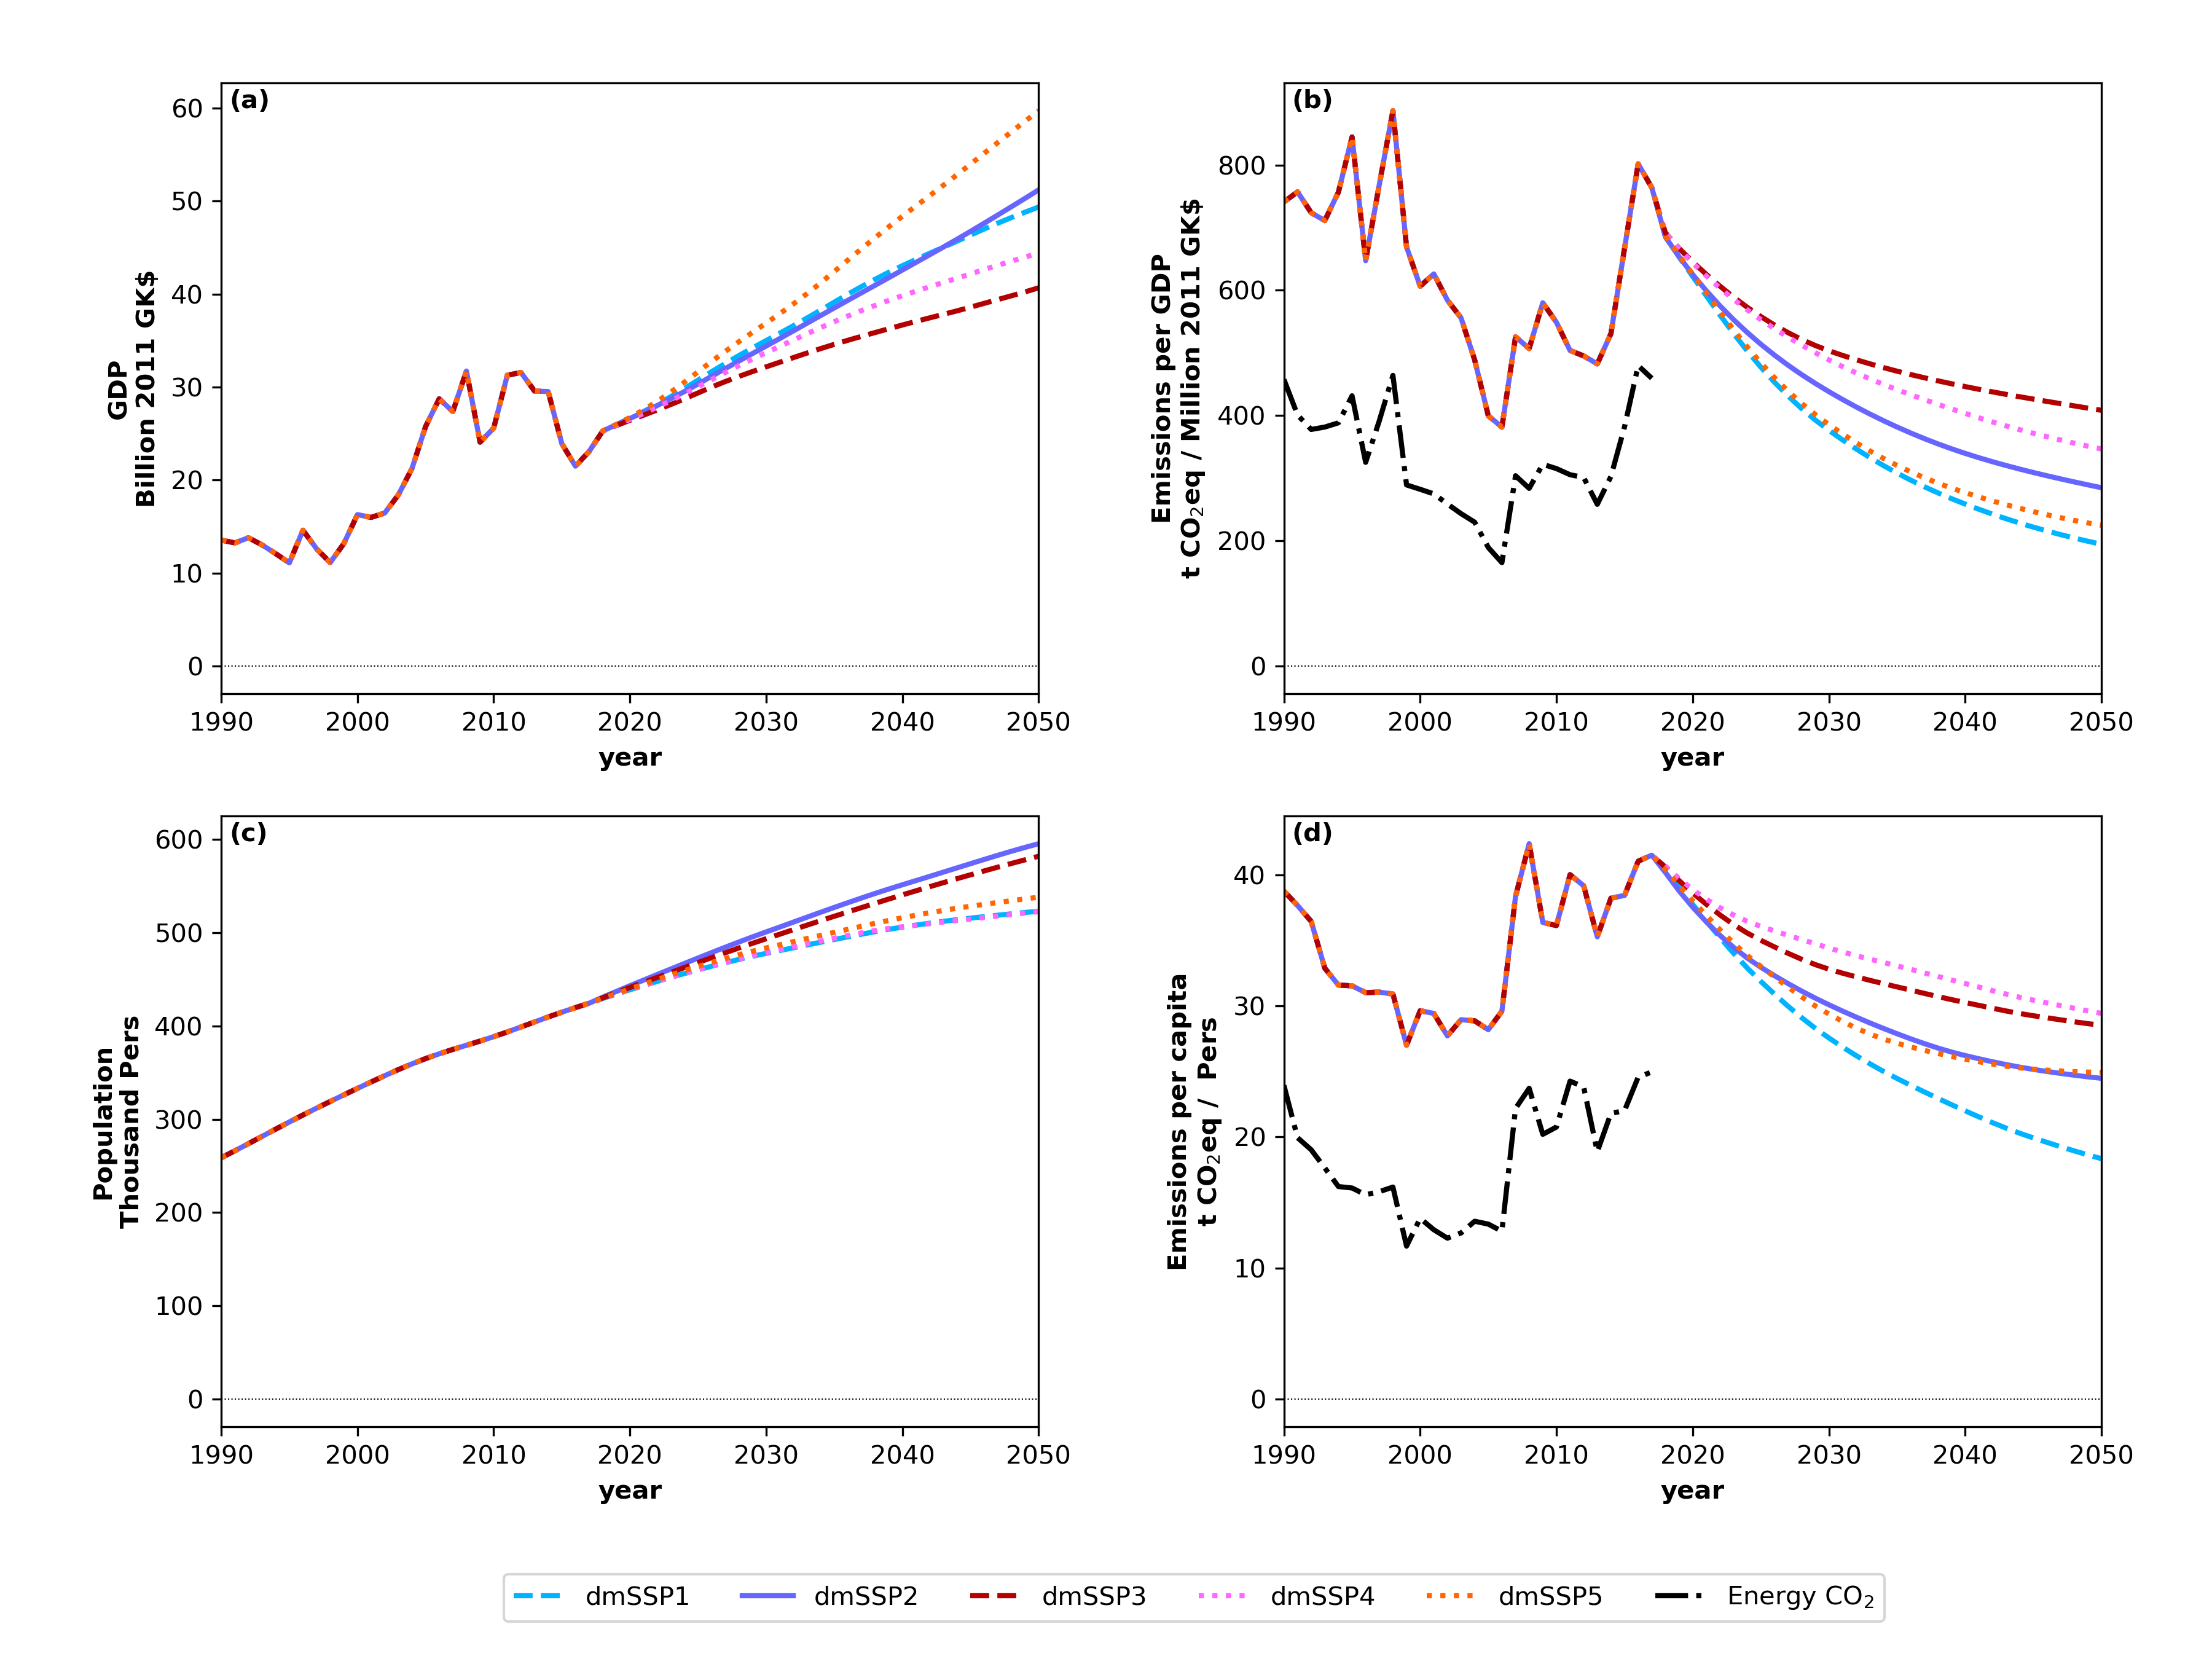 (a)
60
50
40
30
20
10
0
GDP
Billion 2011 GK$
1990 2000 2010 2020 2030 2040 2050
year
(b)
800
600
400
200
0
Emissions per GDP
t CO₂eq / Million 2011 GK$
1990 2000 2010 2020 2030 2040 2050
year
(c)
600
500
400
300
200
100
0
Population
Thousand Pers
1990 2000 2010 2020 2030 2040 2050
year
(d)
40
30
20
10
0
Emissions per capita
t CO₂eq / Pers
1990 2000 2010 2020 2030 2040 2050
year
dmSSP1 dmSSP2 dmSSP3 dmSSP4 dmSSP5 Energy CO₂